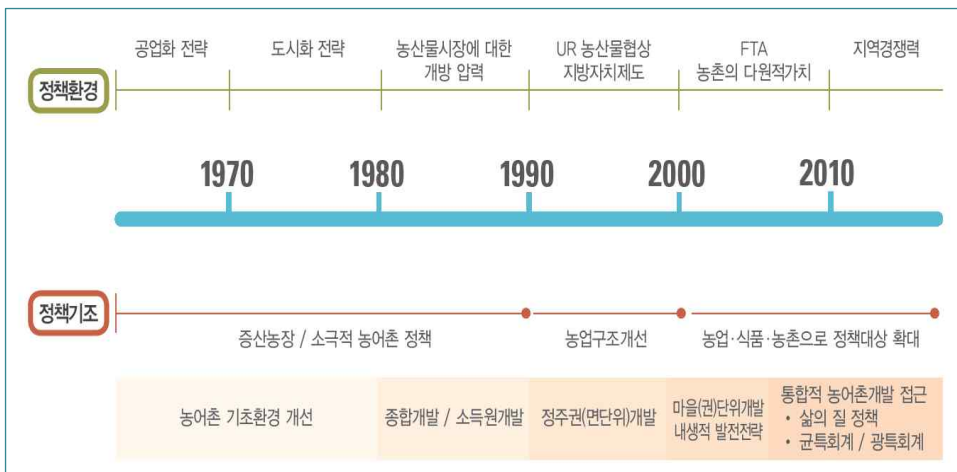 공업화 전략
도시화 전략
농산물시장에 대한
개방 압력
UR 농산물협상
지방자치제도
FTA
농촌의 다원적가치
지역경쟁력
정책환경
1970
1980
1990
2000
2010
정책기조
증산농장 / 소극적 농어촌 정책
농업구조개선
농업·식품·농촌으로 정책대상 확대
농어촌 기초환경 개선
종합개발 / 소득원개발
정주권(면단위)개발
마을(권)단위개발
내생적 발전전략
통합적 농어촌개발 접근
• 삶의 질 정책
• 균특회계 / 광특회계